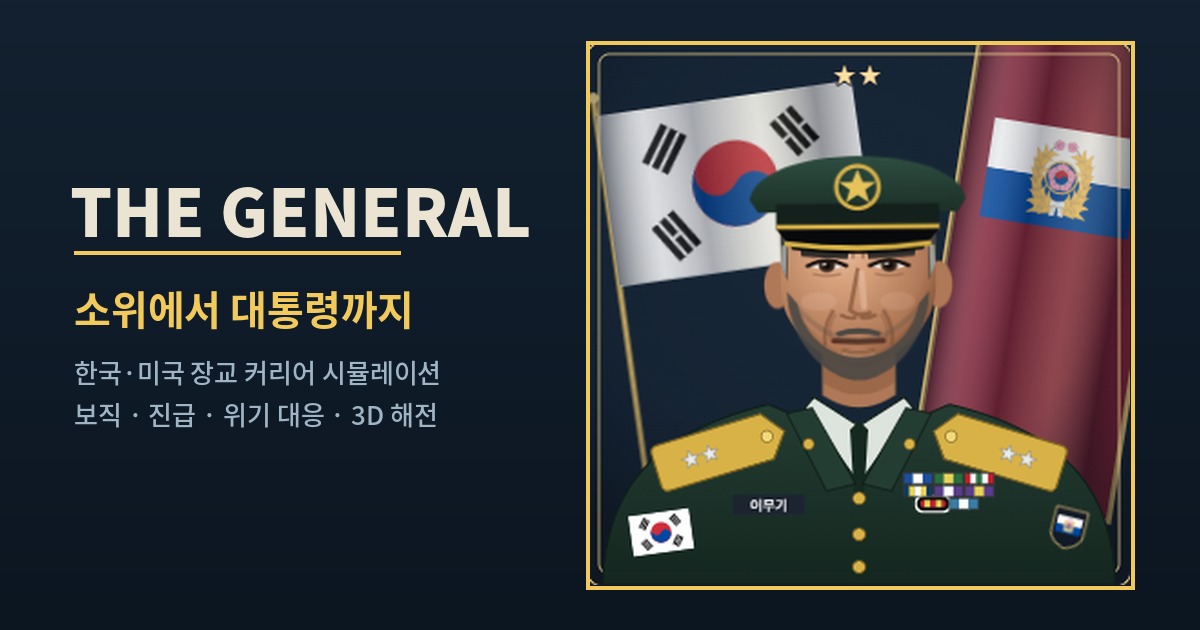 THE GENERAL
소위에서 대통령까지
한국·미국 장교 커리어 시뮬레이션
보직 · 진급 · 위기 대응 · 3D 해전
이무기